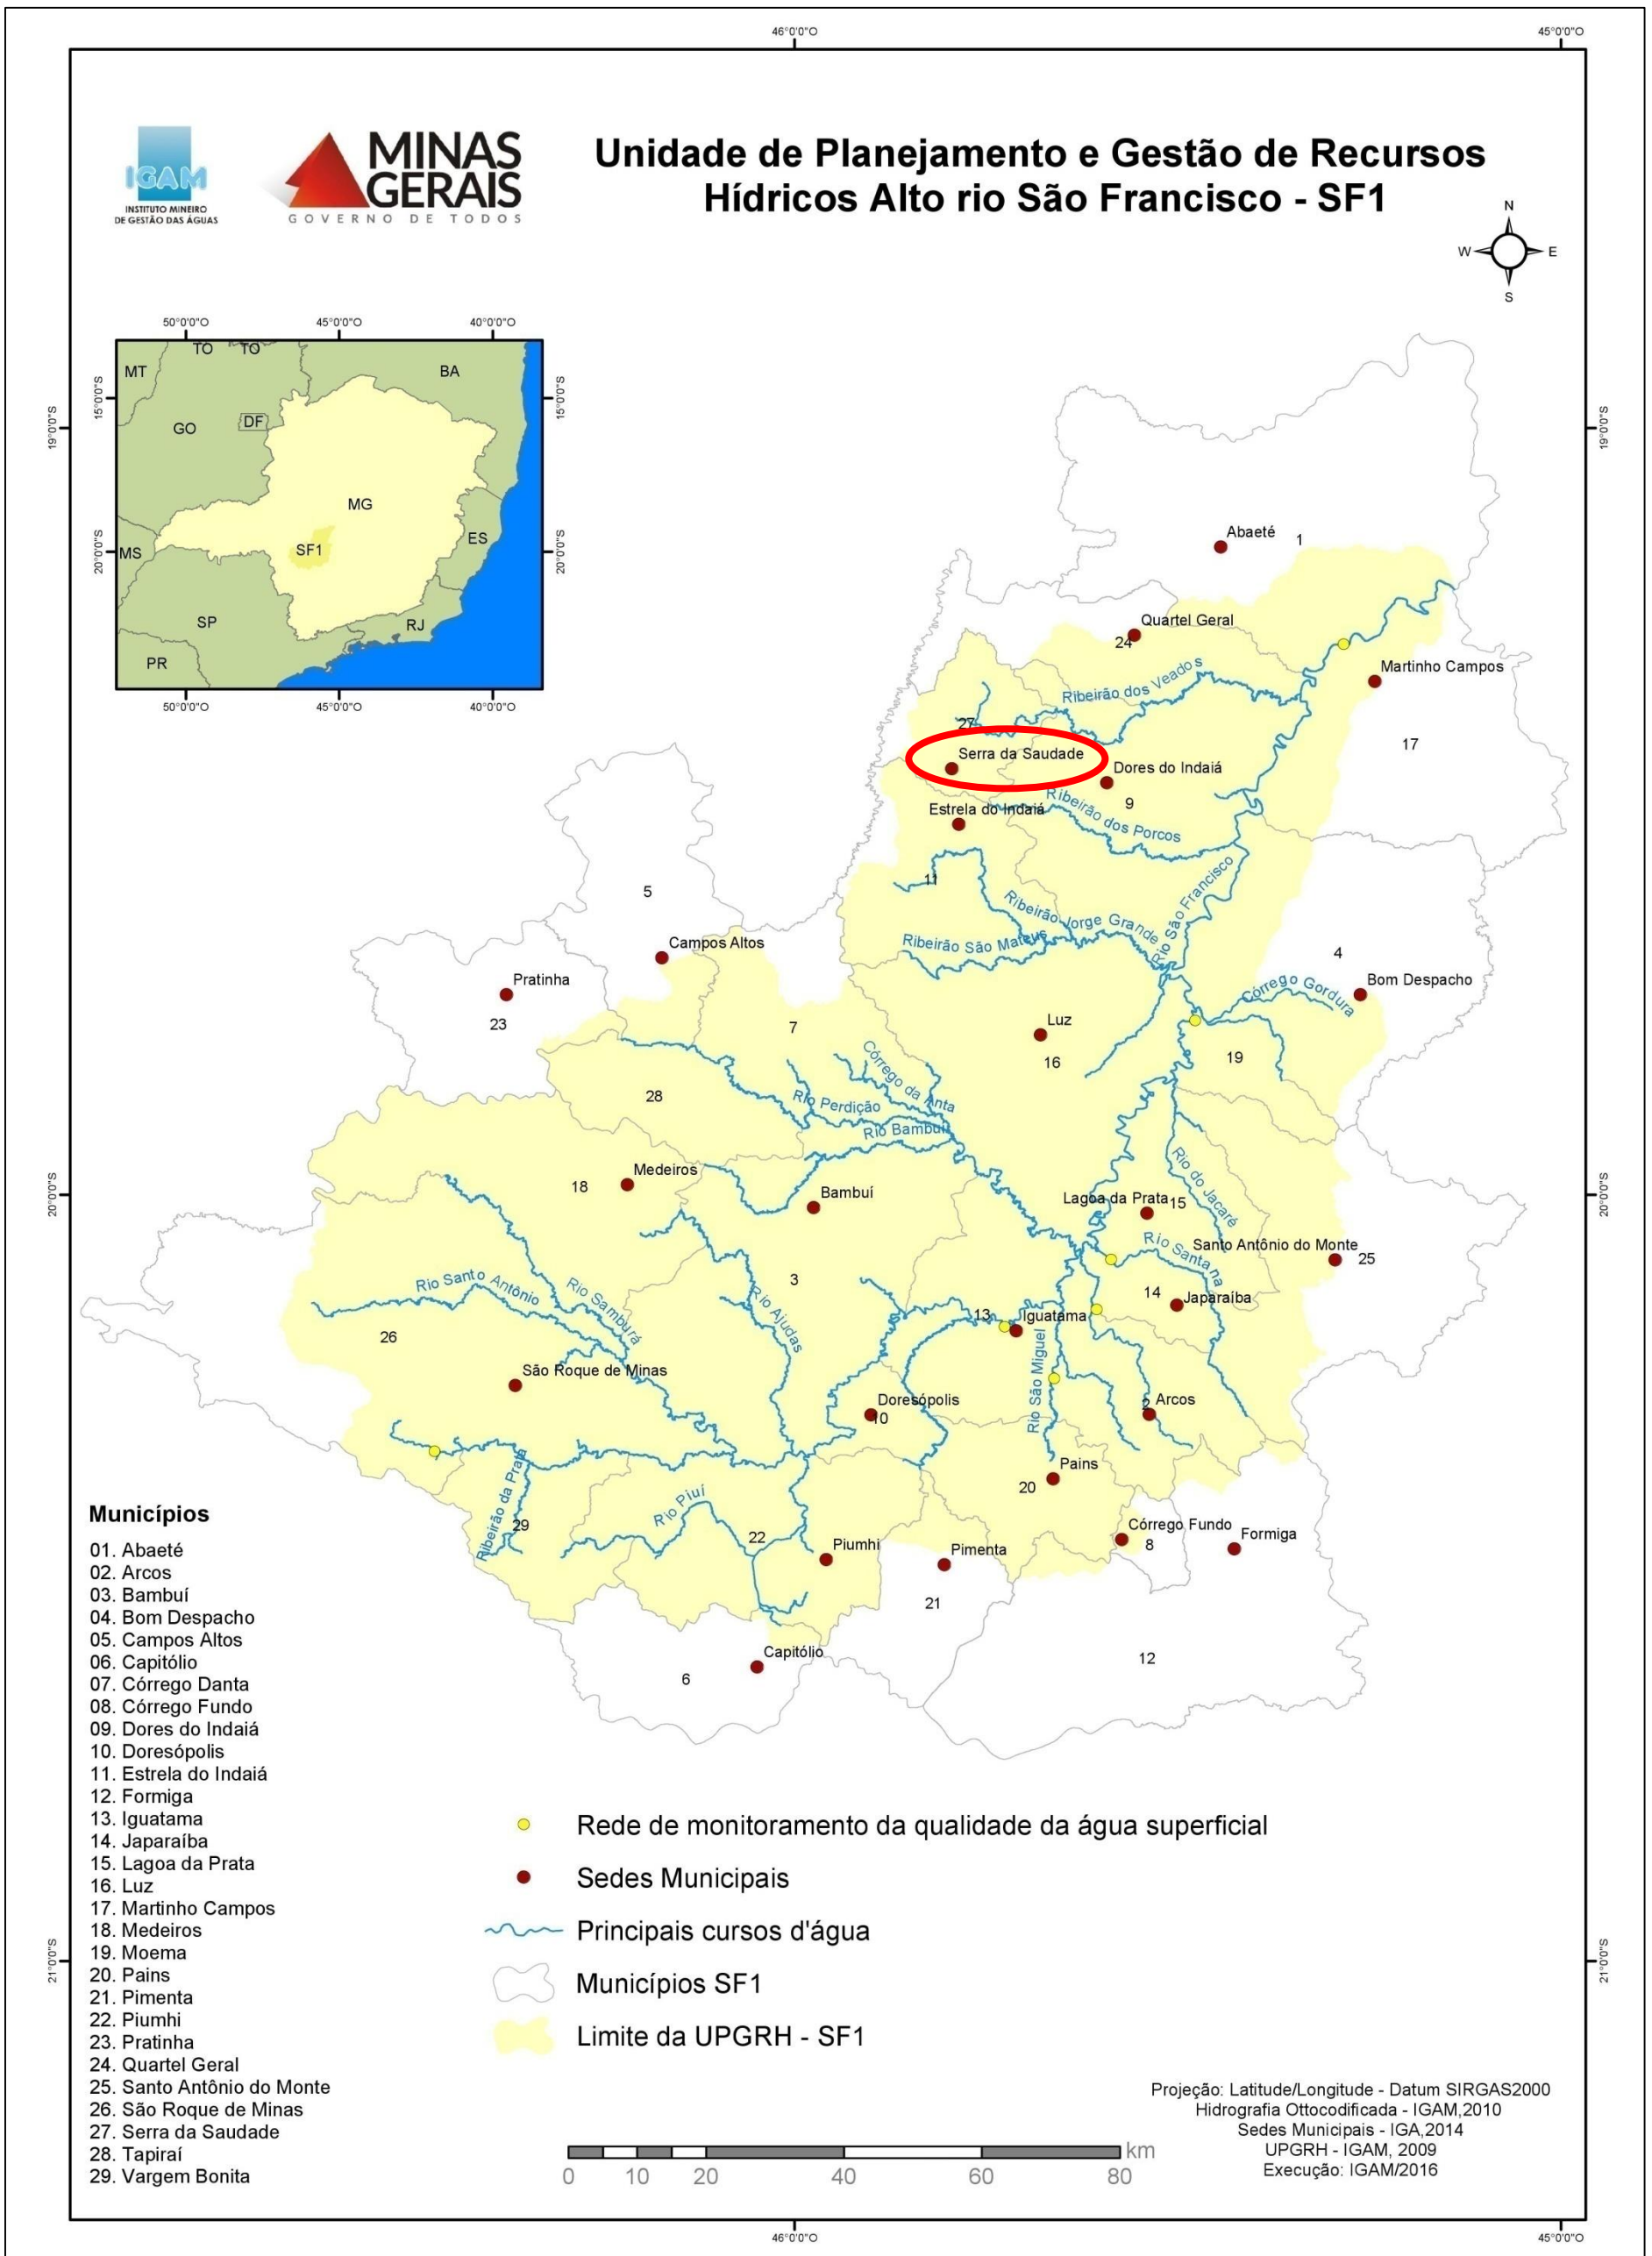 46°0'0"O
45°0'0"O
IGAM
INSTITUTO MINEIRO
DE GESTÃO DAS ÁGUAS
MINAS
GERAIS
GOVERNO DE TODOS
Unidade de Planejamento e Gestão de Recursos
Hídricos Alto rio São Francisco - SF1
N
W
E
S
50°0'0"O
45°0'0"O
40°0'0"O
15°0'0"S
20°0'0"S
15°0'0"S
20°0'0"S
MT
TO
TO
BA
GO
DF
MG
MS
SF1
ES
SP
RJ
PR
50°0'0"O
45°0'0"O
40°0'0"O
19°0'0"S
19°0'0"S
Abaeté
1
Quartel Geral
24
Martinho Campos
Ribeirão dos Veados
27
17
Serra da Saudade
Dores do Indaiá
9
Estrela do Indaiá
Ribeirão dos Porcos
11
5
Rio São Francisco
Ribeirão Jorge Grande
Ribeirão São Mateus
Campos Altos
4
Pratinha
Bom Despacho
Córrego Gordura
23
7
Luz
16
19
Córrego da Anta
28
Rio Perdição
Rio Bambuí
Medeiros
18
Bambuí
Rio do Jacaré
Lagoa da Prata
15
20°0'0"S
20°0'0"S
Santo Antônio do Monte
25
Rio Santana
3
Rio Santo Antônio
Rio Samburá
Rio Ajudas
14
Japaraíba
13
Iguatama
26
Rio São Miguel
São Roque de Minas
Doresópolis
10
2
Arcos
Pains
20
Ribeirão da Prata
29
Rio Piuí
22
Piumhi
Pimenta
Córrego Fundo
8
Formiga
21
Capitólio
6
12
Municípios
01. Abaeté
02. Arcos
03. Bambuí
04. Bom Despacho
05. Campos Altos
06. Capitólio
07. Córrego Danta
08. Córrego Fundo
09. Dores do Indaiá
10. Doresópolis
11. Estrela do Indaiá
12. Formiga
13. Iguatama
14. Japaraíba
15. Lagoa da Prata
16. Luz
17. Martinho Campos
18. Medeiros
19. Moema
20. Pains
21. Pimenta
22. Piumhi
23. Pratinha
24. Quartel Geral
25. Santo Antônio do Monte
26. São Roque de Minas
27. Serra da Saudade
28. Tapiraí
29. Vargem Bonita
Rede de monitoramento da qualidade da água superficial
Sedes Municipais
Principais cursos d'água
Municípios SF1
Limite da UPGRH - SF1
21°0'0"S
21°0'0"S
km
0 10 20 40 60 80
Projeção: Latitude/Longitude - Datum SIRGAS2000
Hidrografia Ottocodificada - IGAM,2010
Sedes Municipais - IGA,2014
UPGRH - IGAM, 2009
Execução: IGAM/2016
46°0'0"O
45°0'0"O